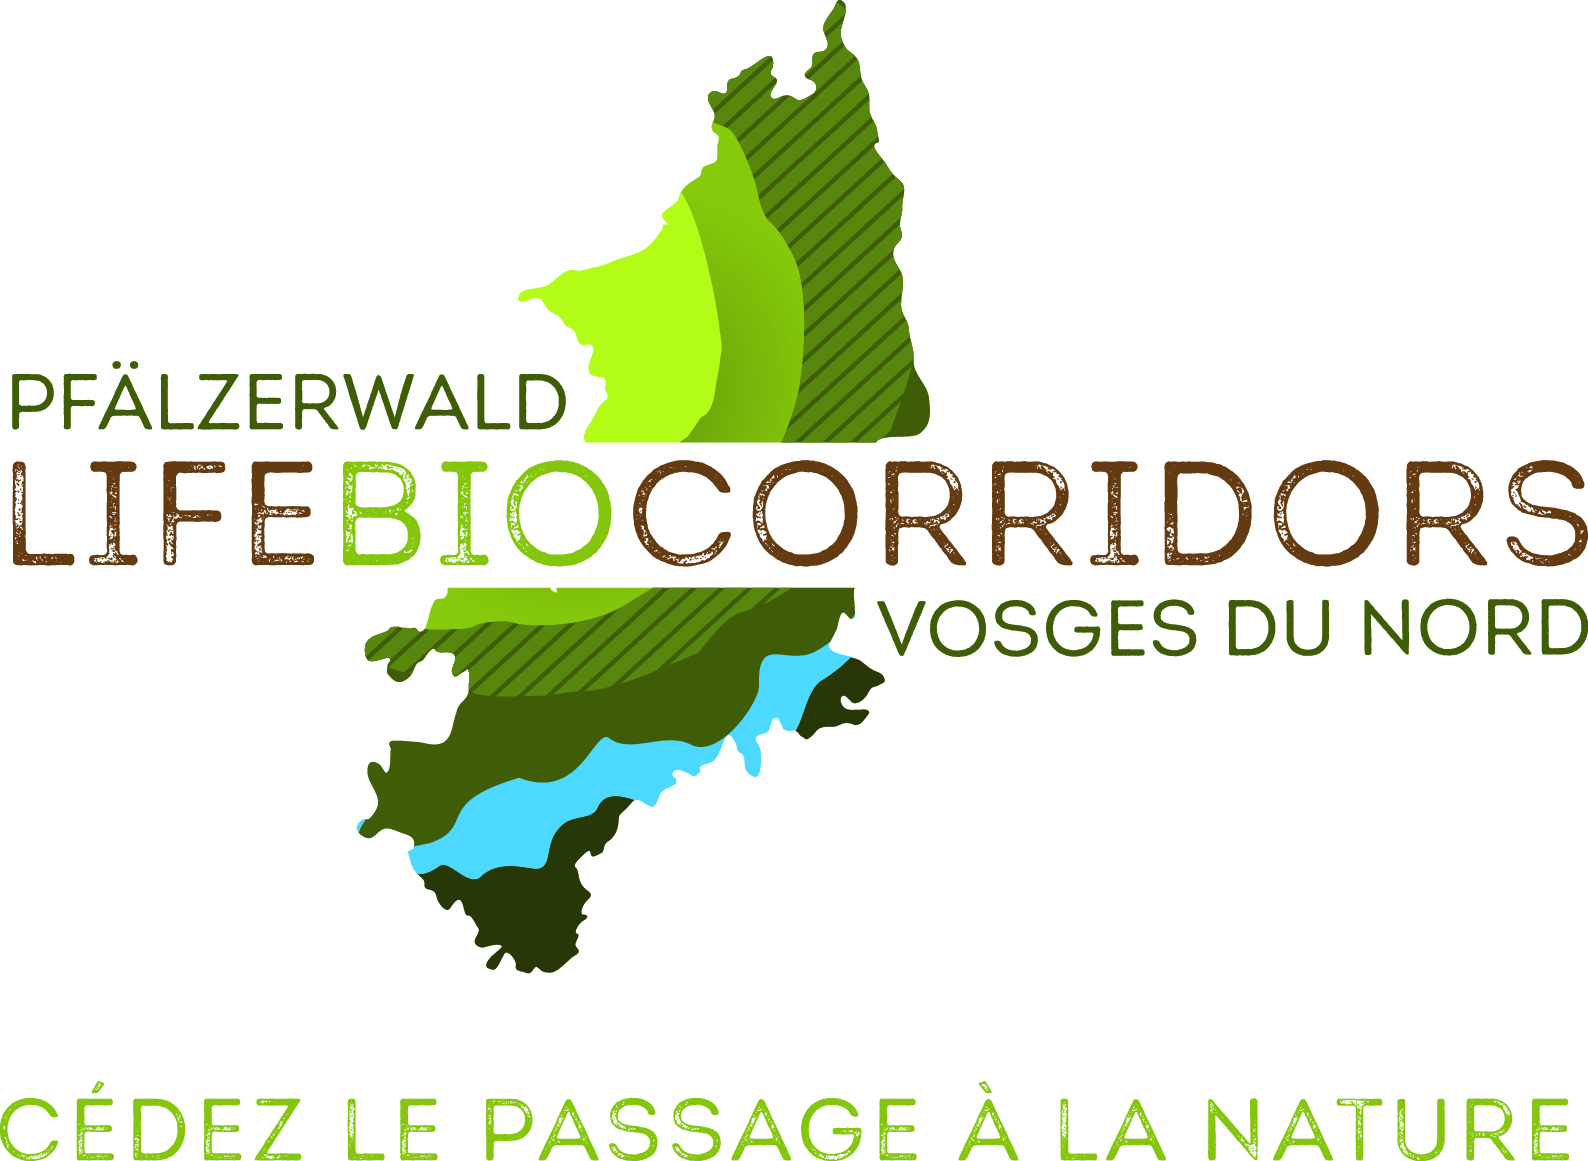 PFÄLZERWALD
LIFEBIOCORRIDORS
VOSGES DU NORD
CÉDEZ LE PASSAGE À LA NATURE